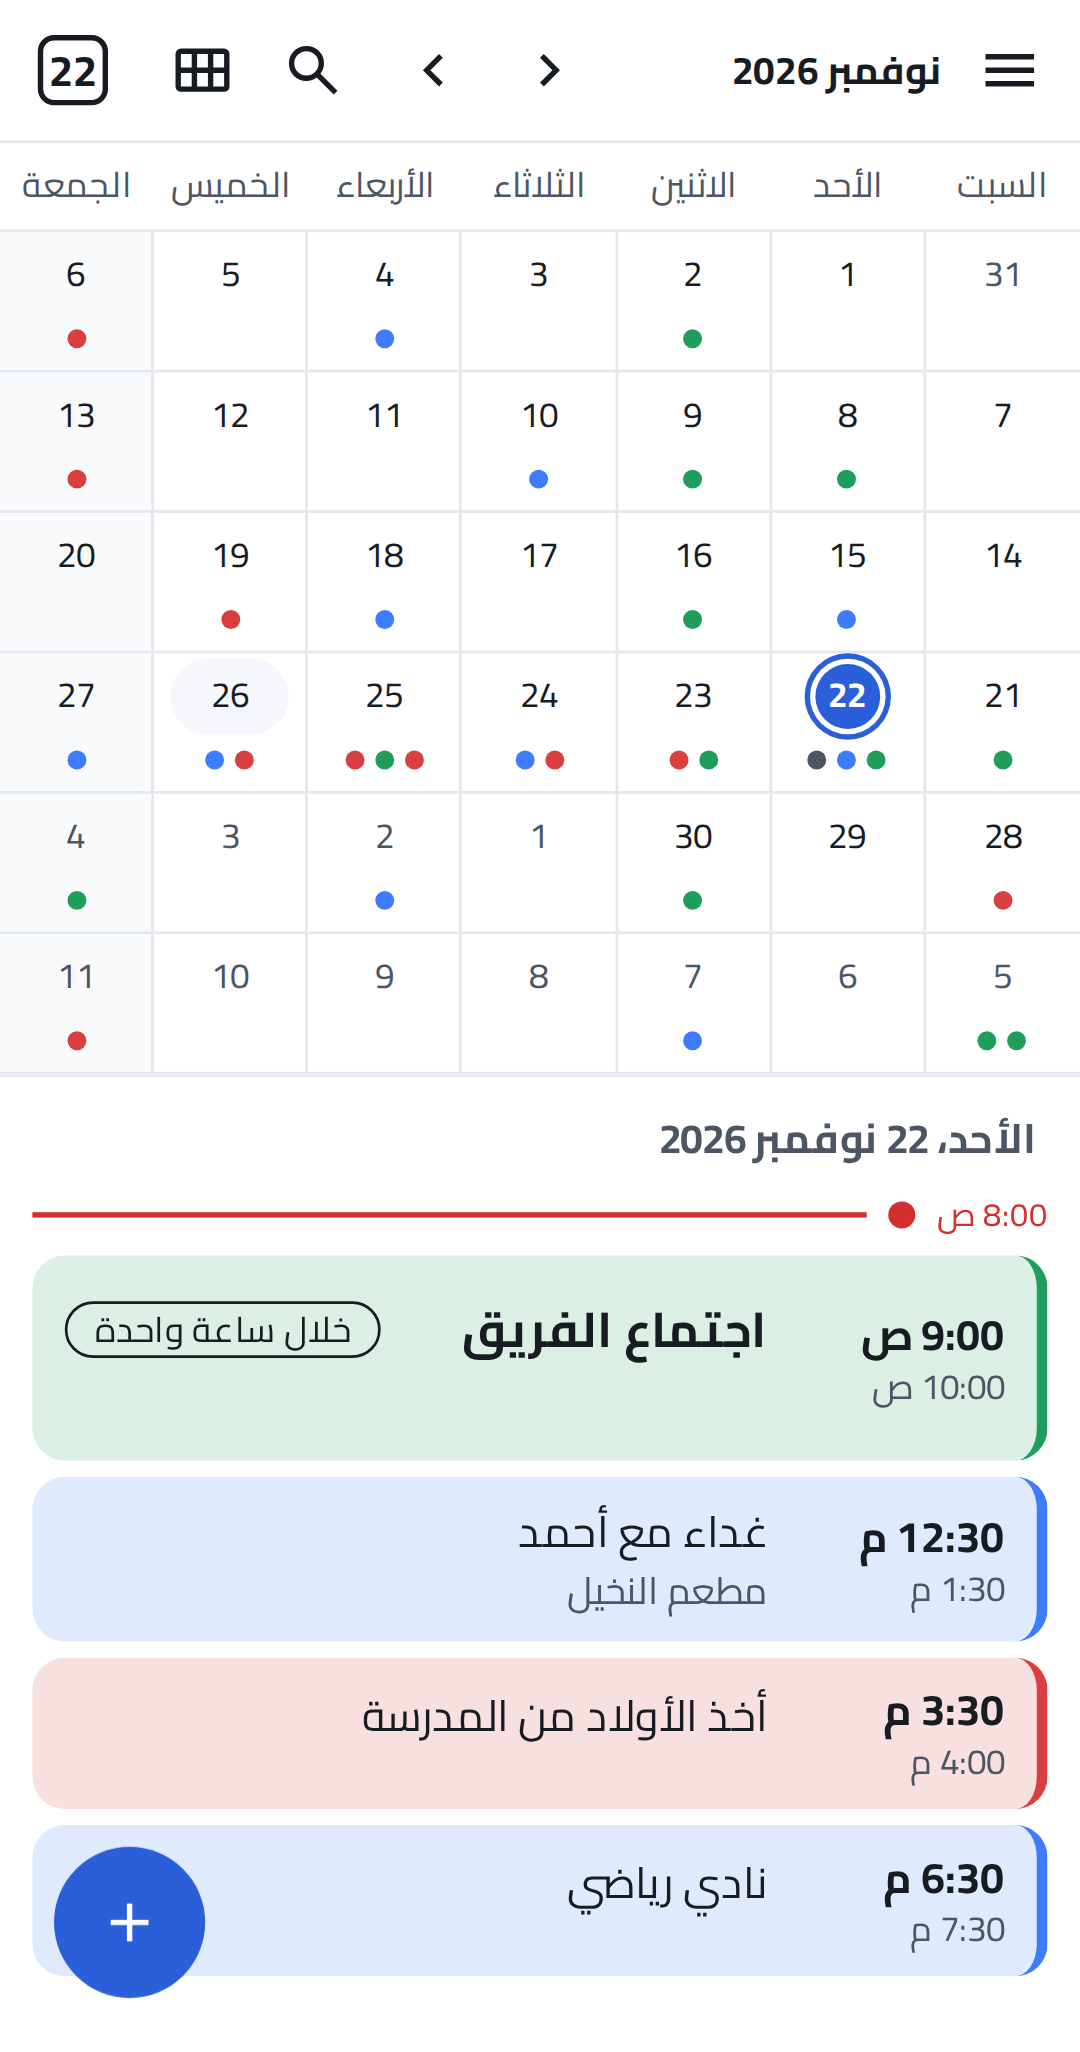 نوفمبر 2026
22
السبت الأحد الاثنين الثلاثاء الأربعاء الخميس الجمعة
31 1 2 3 4 5 6
7 8 9 10 11 12 13
14 15 16 17 18 19 20
21 22 23 24 25 26 27
28 29 30 1 2 3 4
5 6 7 8 9 10 11
الأحد، 22 نوفمبر 2026
8:00 ص
9:00 ص اجتماع الفريق خلال ساعة واحدة
10:00 ص
12:30 م غداء مع أحمد
1:30 م مطعم النخيل
3:30 م أخذ الأولاد من المدرسة
4:00 م
6:30 م نادي رياضي
7:30 م